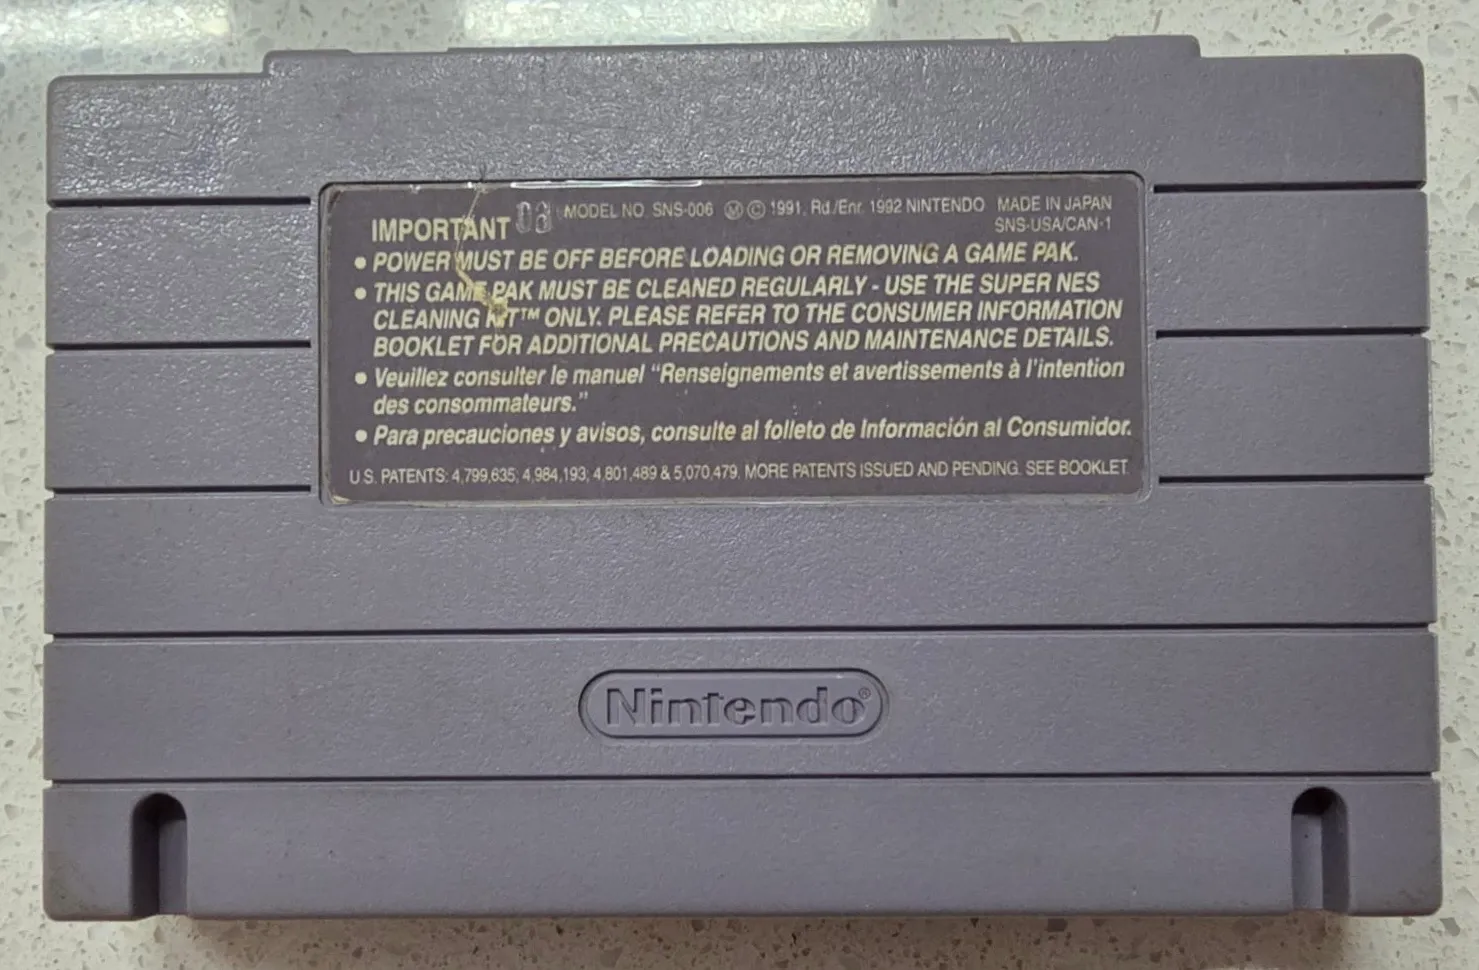 IMPORTANT 08 MODEL NO. SNS-006 Ⓜ © 1991, Rd./Enr. 1992 NINTENDO MADE IN JAPAN
SNS-USA/CAN-1
● POWER MUST BE OFF BEFORE LOADING OR REMOVING A GAME PAK.
● THIS GAME PAK MUST BE CLEANED REGULARLY - USE THE SUPER NES
CLEANING KIT™ ONLY. PLEASE REFER TO THE CONSUMER INFORMATION
BOOKLET FOR ADDITIONAL PRECAUTIONS AND MAINTENANCE DETAILS.
● Veuillez consulter le manuel “Renseignements et avertissements à l’intention
des consommateurs.”
● Para precauciones y avisos, consulte al folleto de Información al Consumidor.
U.S. PATENTS: 4,799,635, 4,984,193, 4,801,489 & 5,070,479. MORE PATENTS ISSUED AND PENDING. SEE BOOKLET
Nintendo®